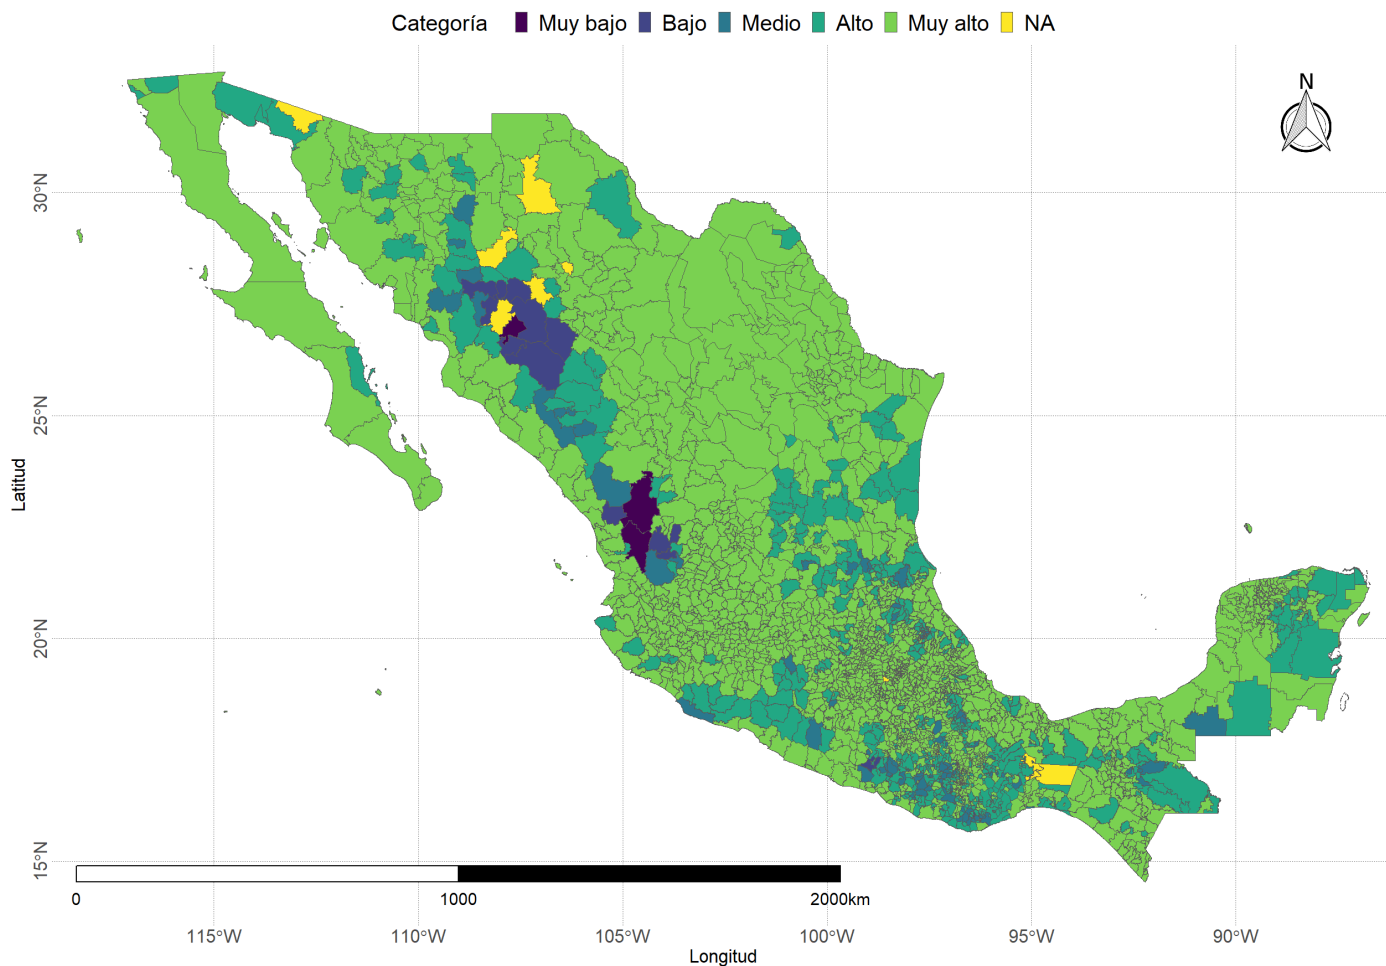 Categoría Muy bajo Bajo Medio Alto Muy alto NA
N
30°N
25°N
20°N
15°N
Latitud
0 1000 2000km
115°W 110°W 105°W 100°W 95°W 90°W
Longitud